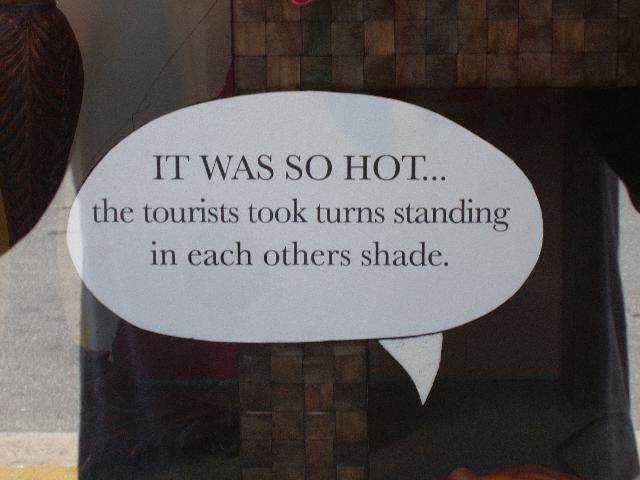 IT WAS SO HOT...
the tourists took turns standing
in each others shade.